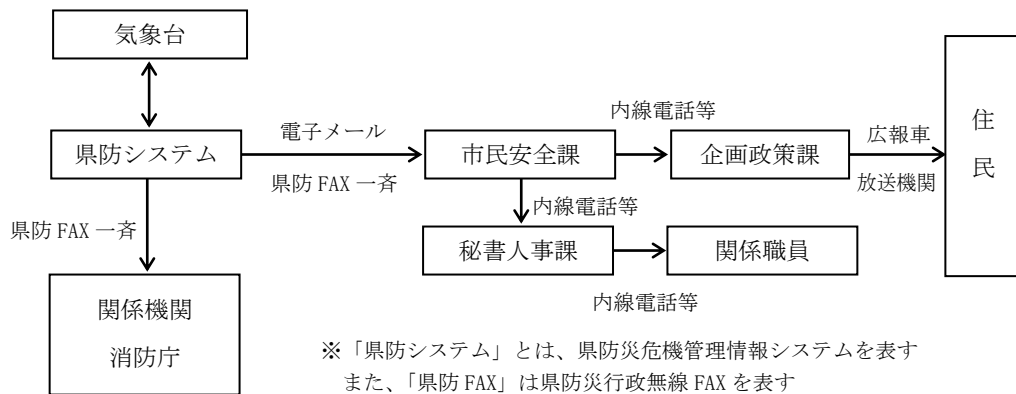 気象台
県防システム
電子メール
県防 FAX 一斉
市民安全課
内線電話等
企画政策課
広報車
放送機関
住
民
県防 FAX 一斉
内線電話等
秘書人事課
関係職員
内線電話等
関係機関
消防庁
※「県防システム」とは、県防災危機管理情報システムを表す
また、「県防 FAX」は県防災行政無線 FAX を表す